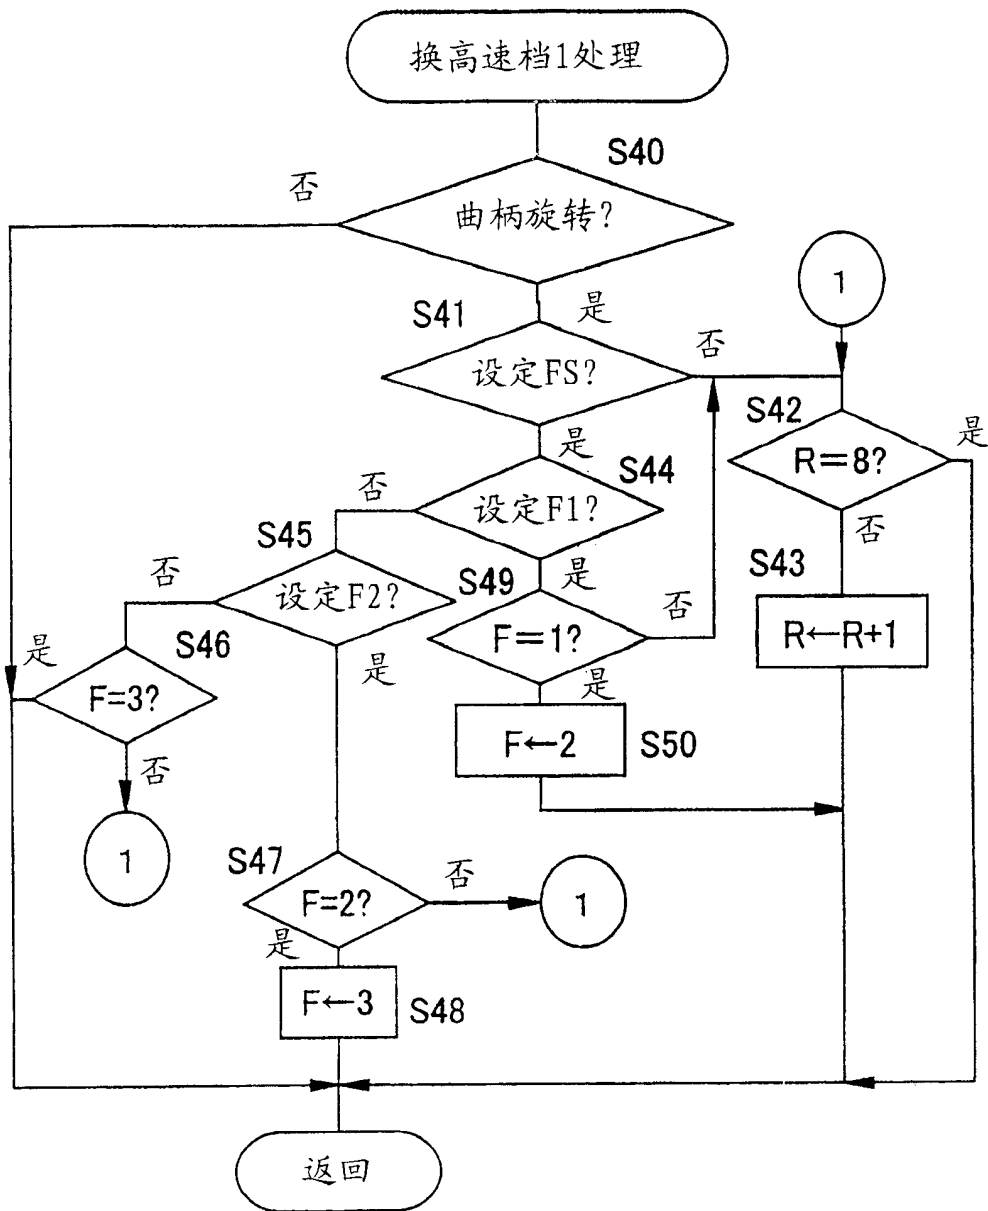 换高速档1处理
S40
否
曲柄旋转?
1
S41
是
否
设定FS?
S42
是
是
R=8?
S44
否
设定F1?
否
S45
S43
是
S49
否
设定F2?
否
R←R+1
F=1?
S46
是
是
是
F=3?
F←2
S50
否
1
S47
否
F=2?
1
是
F←3
S48
返回